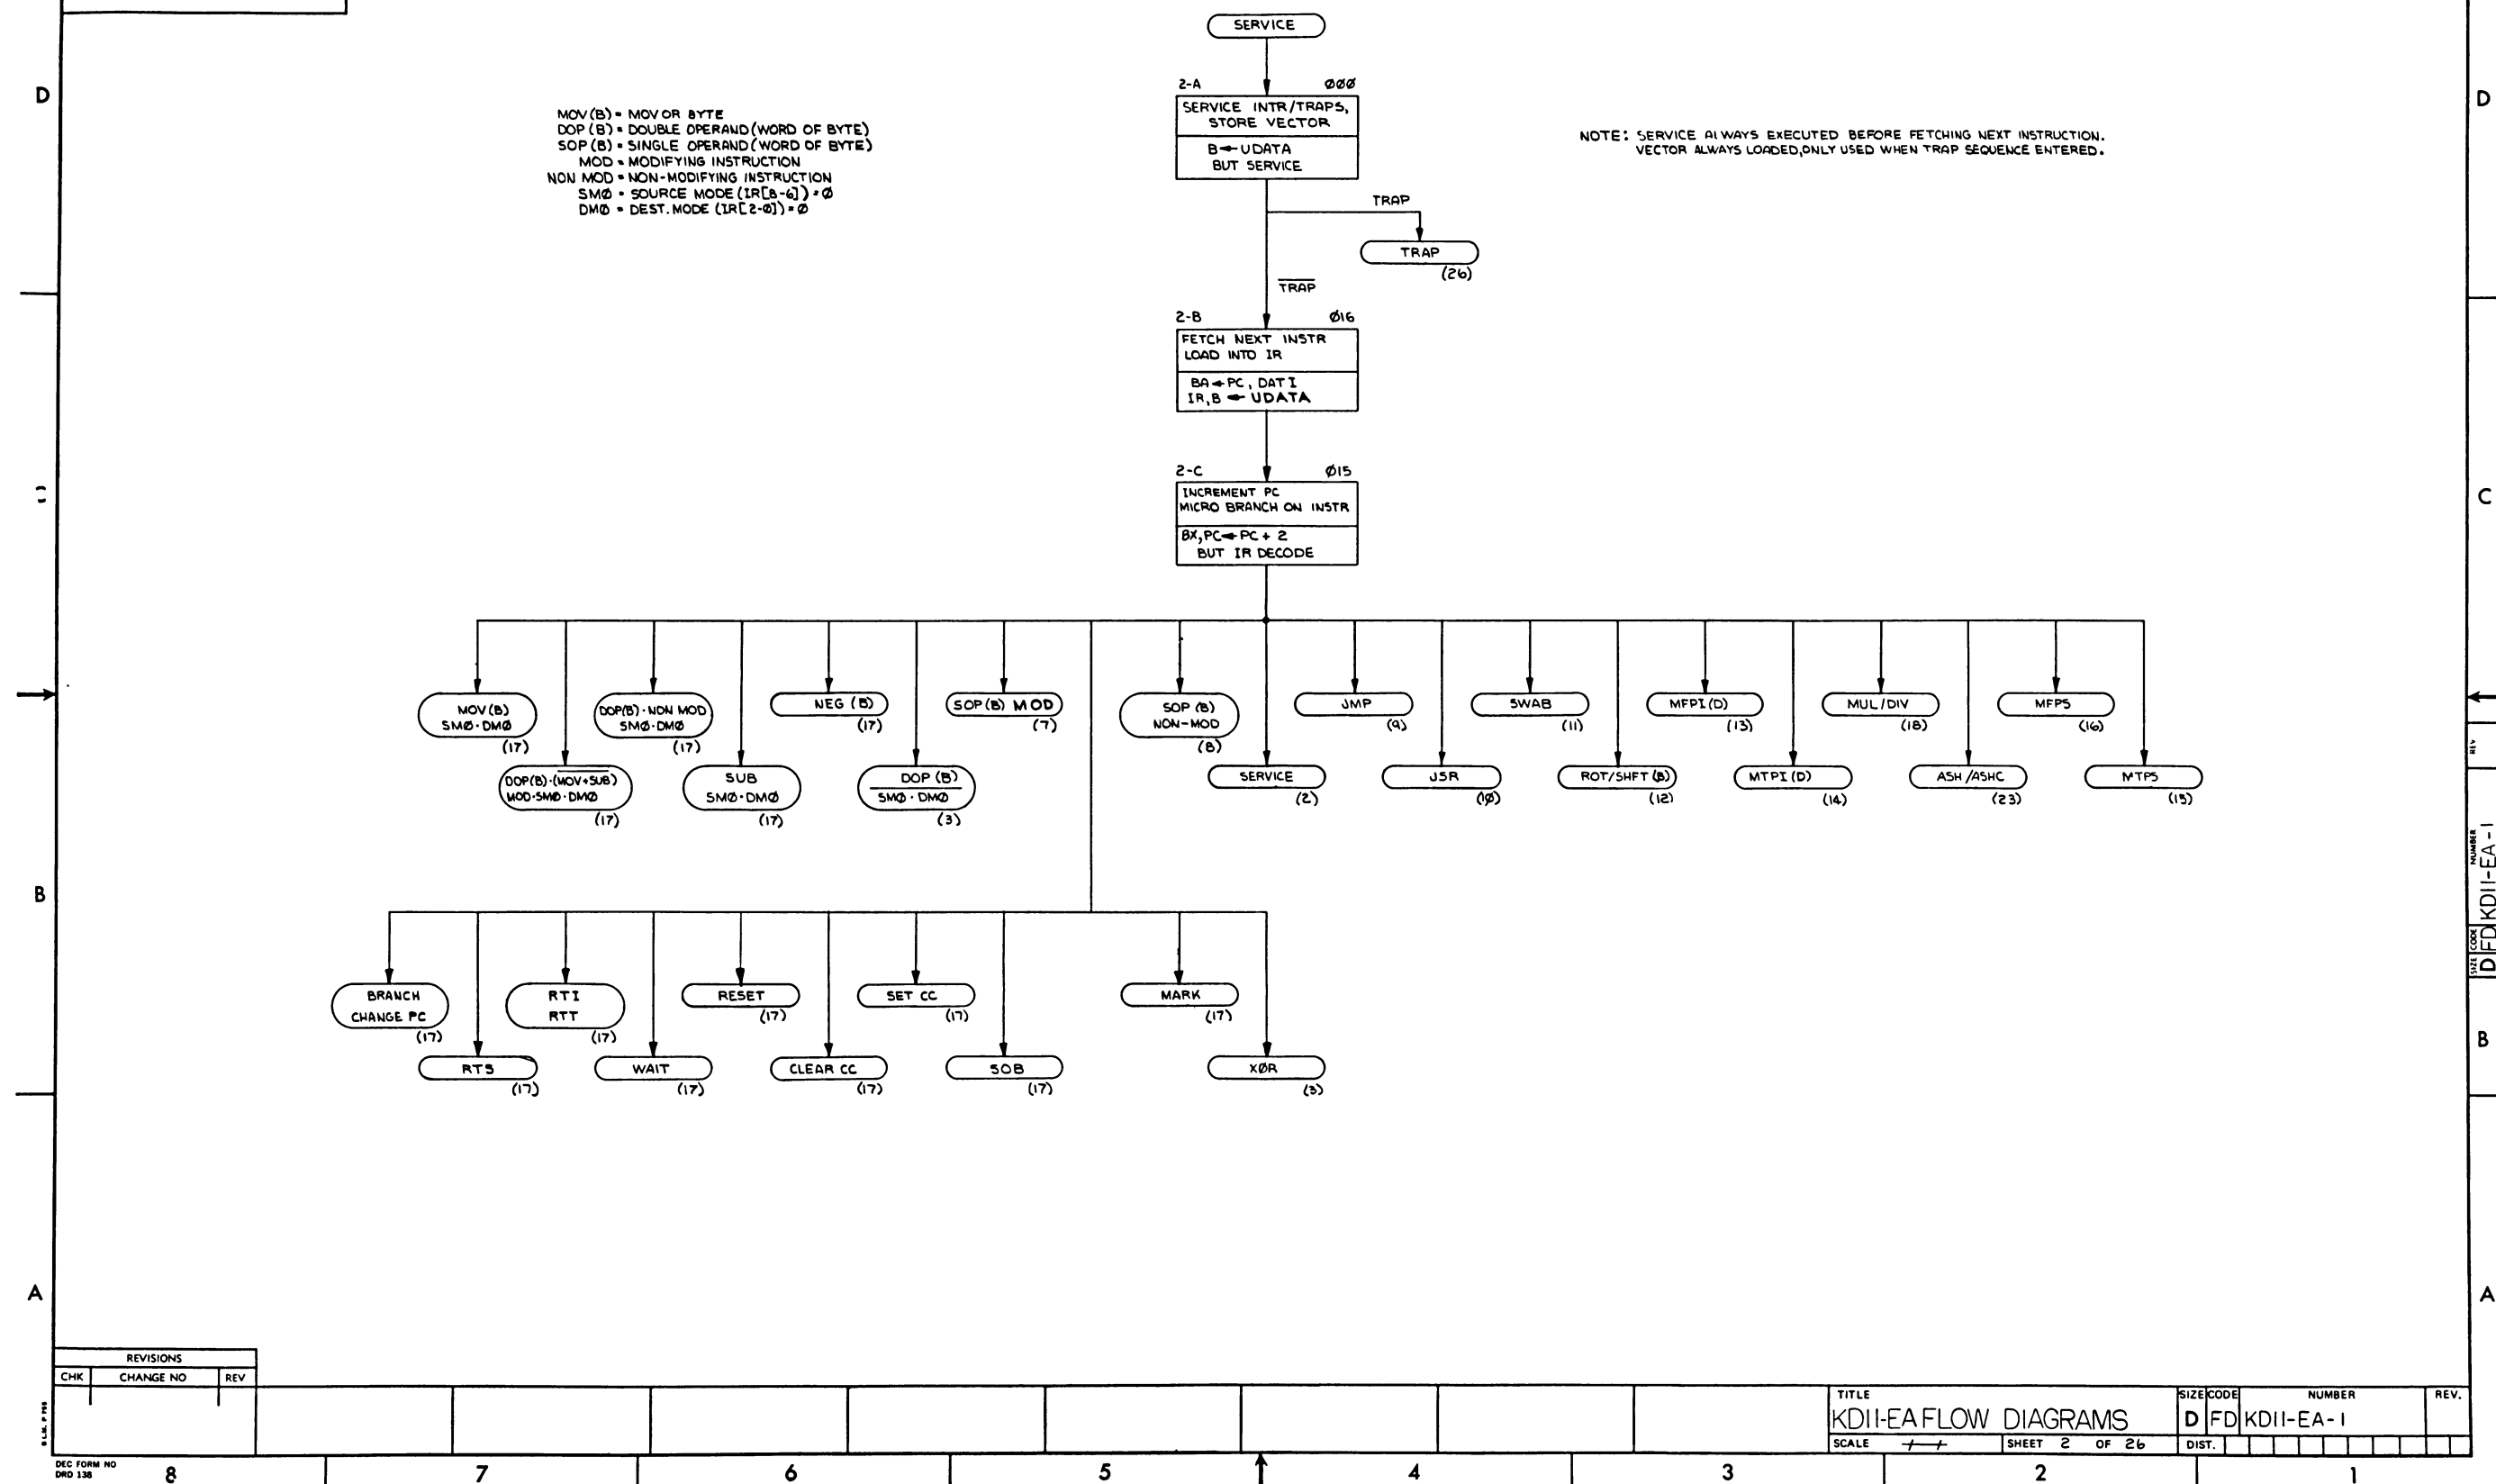 SERVICE
D
D
2-A ØØØ
SERVICE INTR/TRAPS,
STORE VECTOR
B←UDATA
BUT SERVICE
MOV(B) = MOV OR BYTE
DOP(B) = DOUBLE OPERAND(WORD OF BYTE)
SOP(B) = SINGLE OPERAND(WORD OF BYTE)
MOD = MODIFYING INSTRUCTION
NON MOD = NON-MODIFYING INSTRUCTION
SMØ = SOURCE MODE(IR[8-6])=Ø
DMØ = DEST. MODE (IR[2-Ø])=Ø
NOTE: SERVICE ALWAYS EXECUTED BEFORE FETCHING NEXT INSTRUCTION.
VECTOR ALWAYS LOADED, ONLY USED WHEN TRAP SEQUENCE ENTERED.
TRAP
TRAP
(26)
TRAP
2-B Ø16
FETCH NEXT INSTR
LOAD INTO IR
BA←PC, DATI
IR,B ← UDATA
2-C Ø15
INCREMENT PC
MICRO BRANCH ON INSTR
BX,PC←PC + 2
BUT IR DECODE
C
MOV(B)
SMØ·DMØ
(17)
DOP(B)·NON MOD
SMØ·DMØ
(17)
NEG (B)
(17)
SOP(B) MOD
(7)
SOP (B)
NON-MOD
(8)
JMP
(9)
SWAB
(11)
MFPI(D)
(13)
MUL/DIV
(18)
MFPS
(16)
DOP(B)·(MOV+SUB)
MOD·SMØ·DMØ
(17)
SUB
SMØ·DMØ
(17)
DOP (B)
SMØ·DMØ
(3)
SERVICE
(2)
JSR
(1Ø)
ROT/SHFT(B)
(12)
MTPI(D)
(14)
ASH/ASHC
(23)
MTPS
(15)
B
BRANCH
CHANGE PC
(17)
RTI
RTT
(17)
RESET
(17)
SET CC
(17)
MARK
(17)
RTS
(17)
WAIT
(17)
CLEAR CC
(17)
SOB
(17)
XØR
(3)
B
A
A
SIZE CODE NUMBER REV
D FD KD11-EA-1
REVISIONS
CHK CHANGE NO REV
TITLE
KD11-EA FLOW DIAGRAMS
SIZE CODE NUMBER REV.
D FD KD11-EA-1
SCALE SHEET 2 OF 26 DIST.
DEC FORM NO
DRD 138
8 7 6 5 4 3 2 1